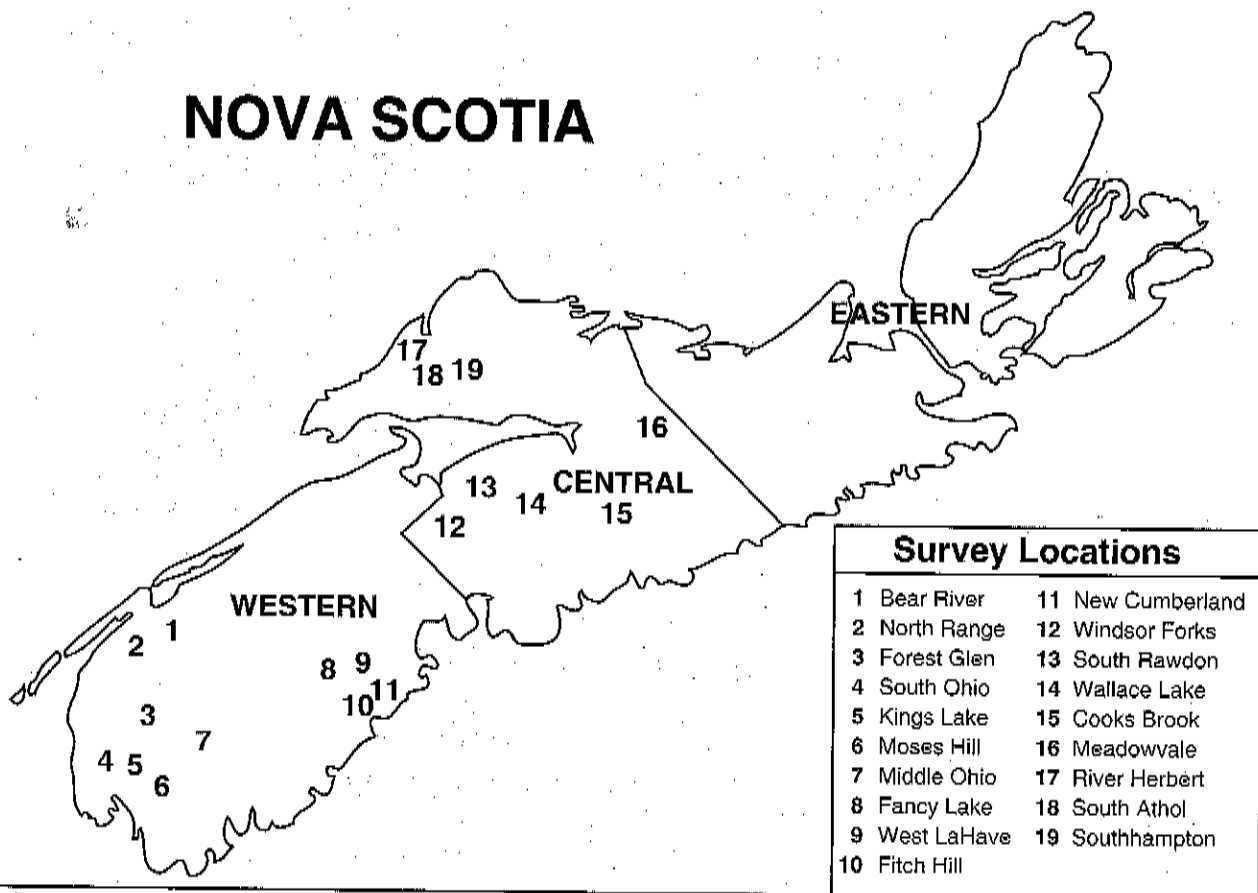 NOVA SCOTIA
EASTERN
17
18 19
16
13 CENTRAL
14
15
12
WESTERN
1
2
8 9
11
10
3
7
4 5
6
Survey Locations
1 Bear River 11 New Cumberland
2 North Range 12 Windsor Forks
3 Forest Glen 13 South Rawdon
4 South Ohio 14 Wallace Lake
5 Kings Lake 15 Cooks Brook
6 Moses Hill 16 Meadowvale
7 Middle Ohio 17 River Herbert
8 Fancy Lake 18 South Athol
9 West LaHave 19 Southhampton
10 Fitch Hill